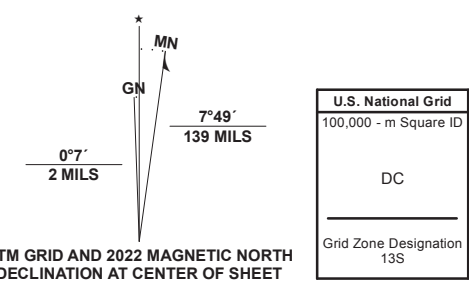 MN
GN
7°49´
139 MILS
0°7´
2 MILS
TM GRID AND 2022 MAGNETIC NORTH
DECLINATION AT CENTER OF SHEET
U.S. National Grid
100,000 - m Square ID
DC
Grid Zone Designation
13S